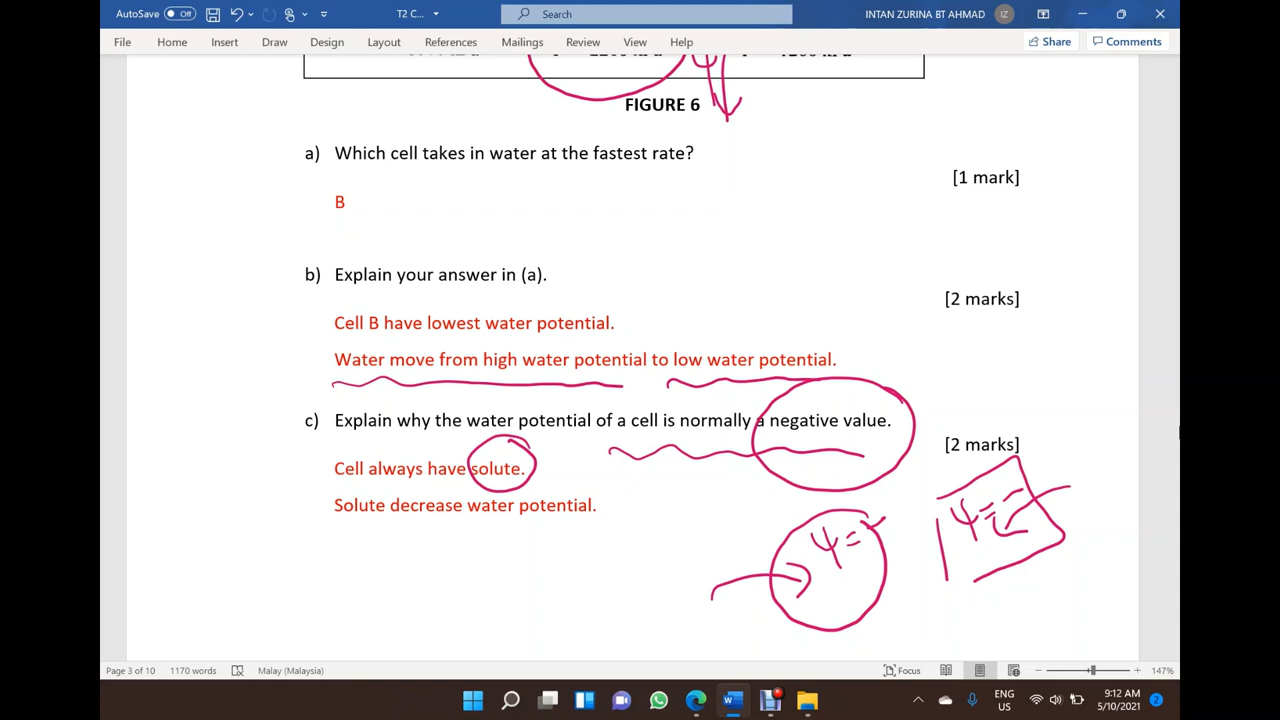 AutoSave Off T2 C... Search INTAN ZURINA BT AHMAD IZ
File Home Insert Draw Design Layout References Mailings Review View Help Share Comments
FIGURE 6
a) Which cell takes in water at the fastest rate?
[1 mark]
B
b) Explain your answer in (a).
[2 marks]
Cell B have lowest water potential.
Water move from high water potential to low water potential.
c) Explain why the water potential of a cell is normally a negative value.
[2 marks]
Cell always have solute.
Solute decrease water potential.
ψ =
ψ =
Page 3 of 10 1170 words Malay (Malaysia) Focus 147%
ENG 9:12 AM
US 5/10/2021 2